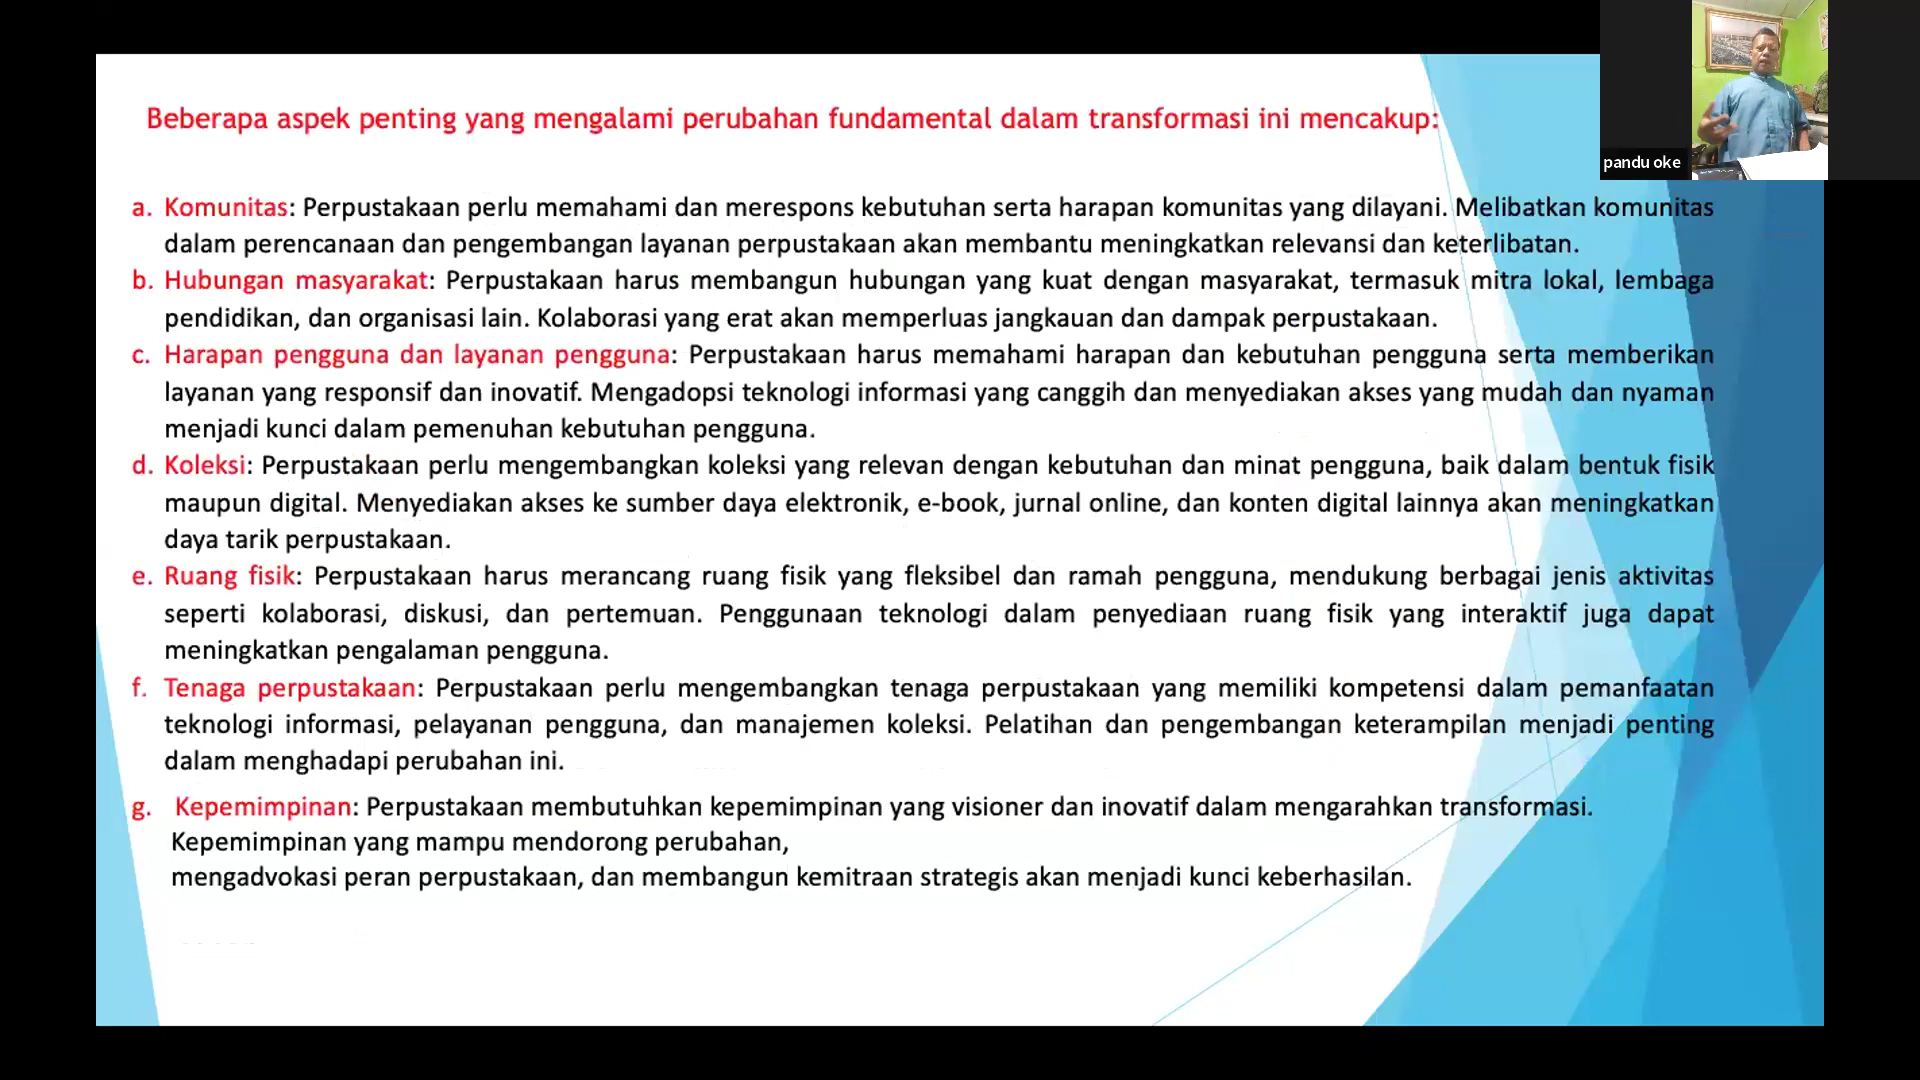 Beberapa aspek penting yang mengalami perubahan fundamental dalam transformasi ini mencakup:
pandu oke
a. Komunitas: Perpustakaan perlu memahami dan merespons kebutuhan serta harapan komunitas yang dilayani. Melibatkan komunitas
dalam perencanaan dan pengembangan layanan perpustakaan akan membantu meningkatkan relevansi dan keterlibatan.
b. Hubungan masyarakat: Perpustakaan harus membangun hubungan yang kuat dengan masyarakat, termasuk mitra lokal, lembaga
pendidikan, dan organisasi lain. Kolaborasi yang erat akan memperluas jangkauan dan dampak perpustakaan.
c. Harapan pengguna dan layanan pengguna: Perpustakaan harus memahami harapan dan kebutuhan pengguna serta memberikan
layanan yang responsif dan inovatif. Mengadopsi teknologi informasi yang canggih dan menyediakan akses yang mudah dan nyaman
menjadi kunci dalam pemenuhan kebutuhan pengguna.
d. Koleksi: Perpustakaan perlu mengembangkan koleksi yang relevan dengan kebutuhan dan minat pengguna, baik dalam bentuk fisik
maupun digital. Menyediakan akses ke sumber daya elektronik, e-book, jurnal online, dan konten digital lainnya akan meningkatkan
daya tarik perpustakaan.
e. Ruang fisik: Perpustakaan harus merancang ruang fisik yang fleksibel dan ramah pengguna, mendukung berbagai jenis aktivitas
seperti kolaborasi, diskusi, dan pertemuan. Penggunaan teknologi dalam penyediaan ruang fisik yang interaktif juga dapat
meningkatkan pengalaman pengguna.
f. Tenaga perpustakaan: Perpustakaan perlu mengembangkan tenaga perpustakaan yang memiliki kompetensi dalam pemanfaatan
teknologi informasi, pelayanan pengguna, dan manajemen koleksi. Pelatihan dan pengembangan keterampilan menjadi penting
dalam menghadapi perubahan ini.
g. Kepemimpinan: Perpustakaan membutuhkan kepemimpinan yang visioner dan inovatif dalam mengarahkan transformasi.
Kepemimpinan yang mampu mendorong perubahan,
mengadvokasi peran perpustakaan, dan membangun kemitraan strategis akan menjadi kunci keberhasilan.